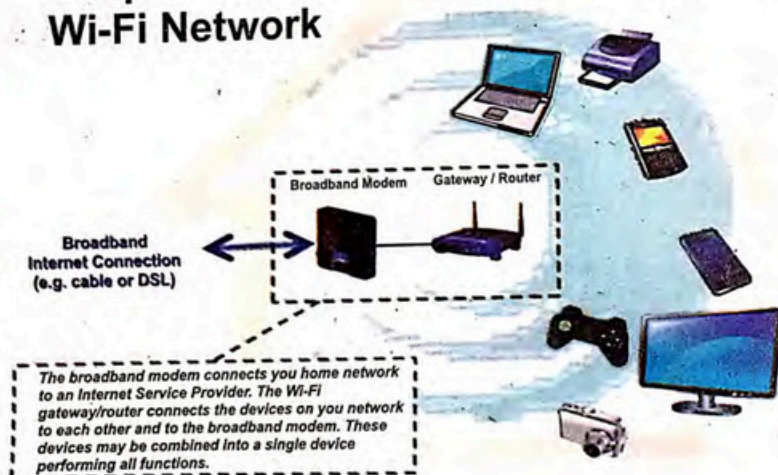 Wi-Fi Network
Broadband Modem
Gateway / Router
Broadband
Internet Connection
(e.g. cable or DSL)
The broadband modem connects you home network
to an Internet Service Provider. The Wi-Fi
gateway/router connects the devices on you network
to each other and to the broadband modem. These
devices may be combined into a single device
performing all functions.